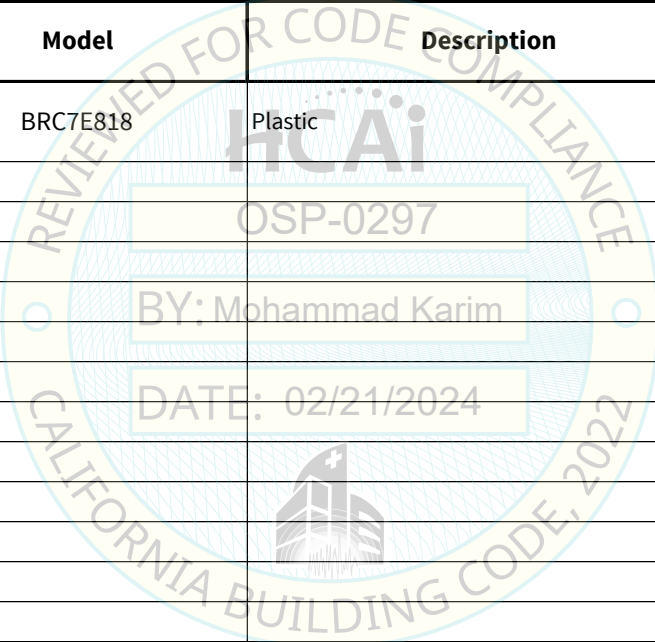 Model Description
BRC7E818 Plastic
REVIEWED FOR CODE COMPLIANCE
HCAi
OSP-0297
BY: Mohammad Karim
DATE: 02/21/2024
CALIFORNIA BUILDING CODE, 2022